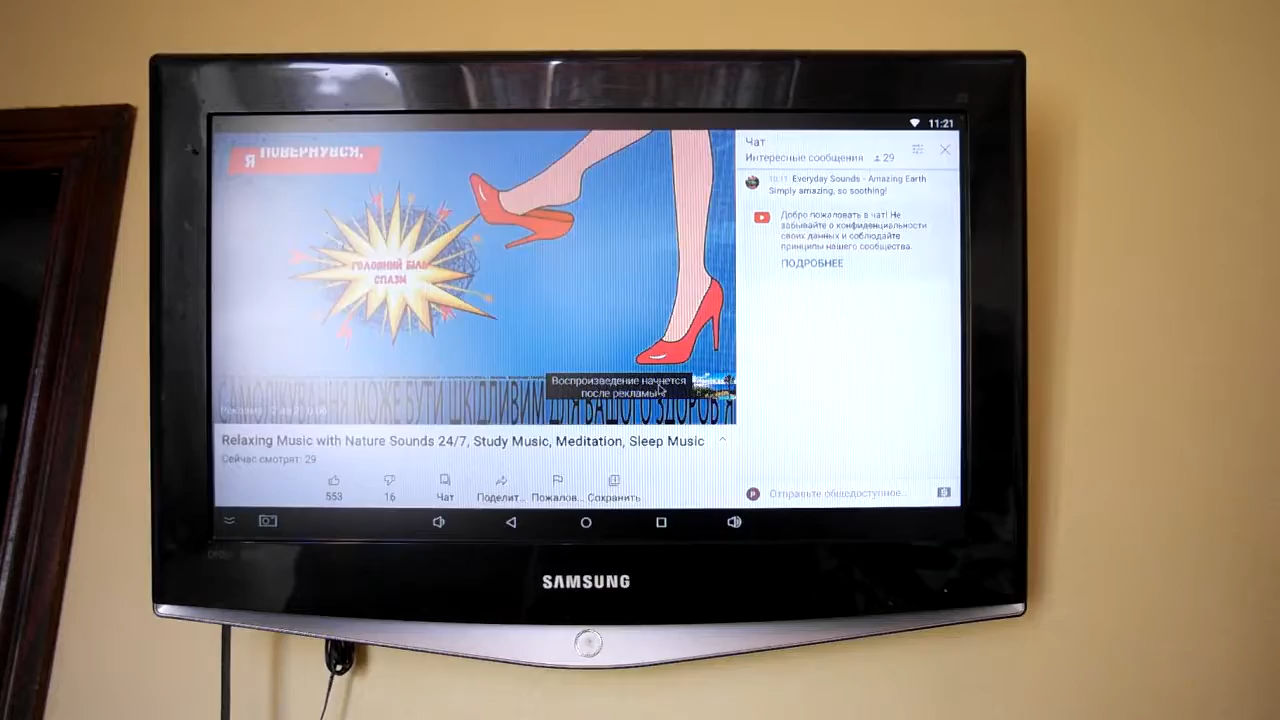 11:21
Я ПОВЕРНУВСЯ,
ГОЛОВНИЙ БІЛЬ
СПАЗМ
Воспроизведение начнется
после рекламы
САМОЛІКУВАННЯ МОЖЕ БУТИ ШКІДЛИВИМ ДЛЯ ВАШОГО ЗДОРОВ'Я
Relaxing Music with Nature Sounds 24/7, Study Music, Meditation, Sleep Music
Сейчас смотрят: 29
553
16
Чат
Поделит...
Пожалов...
Сохранить
Чат
Интересные сообщения 29
10:11 Everyday Sounds - Amazing Earth
Simply amazing, so soothing!
Добро пожаловать в чат! Не
забывайте о конфиденциальности
своих данных и соблюдайте
принципы нашего сообщества.
ПОДРОБНЕЕ
P
Отправьте общедоступное...
SAMSUNG